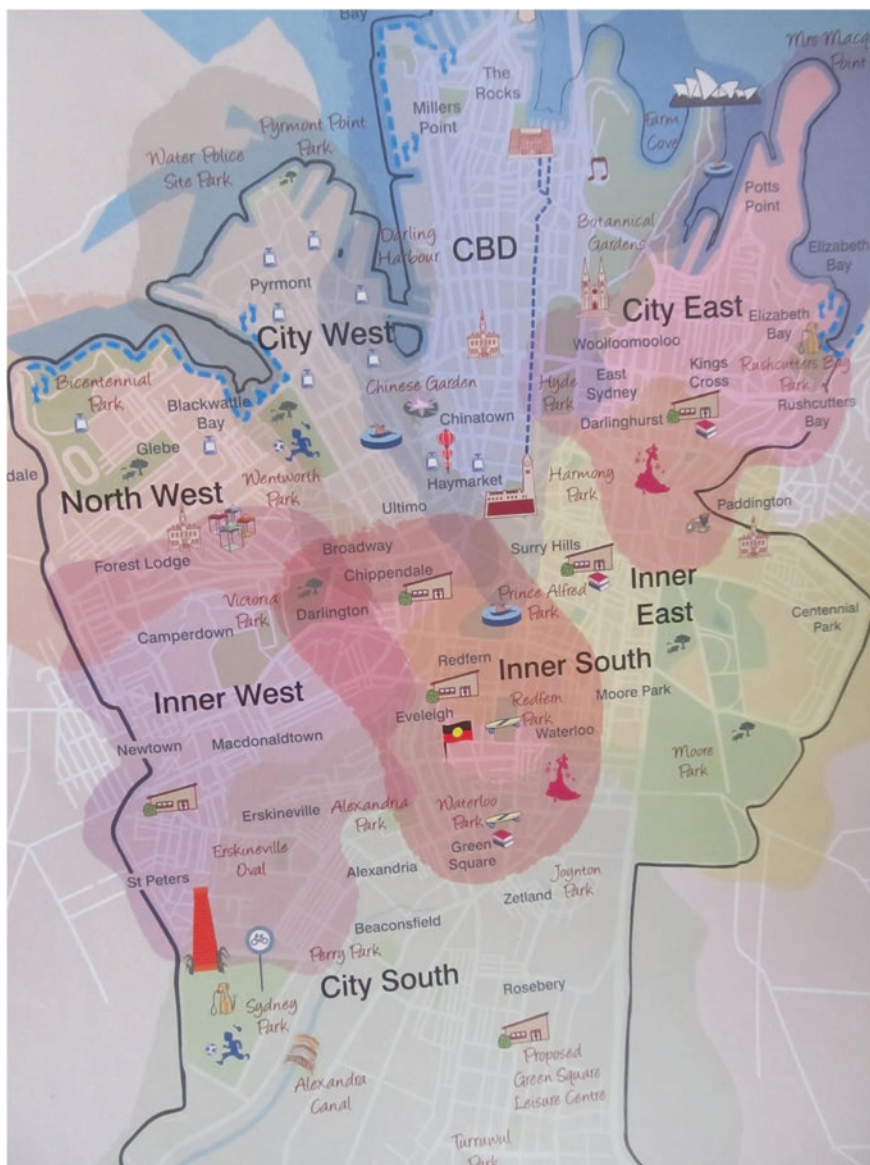 Bay
Mrs Macq
Point
The
Rocks
Millers
Point
Pyrmont Point
Park
Farm
Cove
Water Police
Site Park
Potts
Point
Botannical
Gardens
Darling
Harbour
CBD
Elizabeth
Bay
Pyrmont
City East
Elizabeth
Bay
City West
Woolloomooloo
Kings
Cross
Rushcutters Bay
Park
Bicentennial
Park
Chinese Garden
Hyde
Park
East
Sydney
Blackwattle
Bay
Chinatown
Darlinghurst
Rushcutters
Bay
Glebe
dale
Wentworth
Park
Haymarket
Harmony
Park
North West
Ultimo
Paddington
Broadway
Surry Hills
Forest Lodge
Chippendale
Inner
East
Victoria
Park
Darlington
Prince Alfred
Park
Centennial
Park
Camperdown
Redfern
Inner South
Inner West
Moore Park
Eveleigh
Redfern
Park
Waterloo
Newtown
Macdonaldtown
Moore
Park
Erskineville
Alexandria
Park
Waterloo
Park
Erskineville
Oval
Green
Square
St Peters
Alexandria
Joynton
Park
Zetland
Beaconsfield
Perry Park
City South
Rosebery
Sydney
Park
Proposed
Green Square
Leisure Centre
Alexandra
Canal
Turruwul
Park